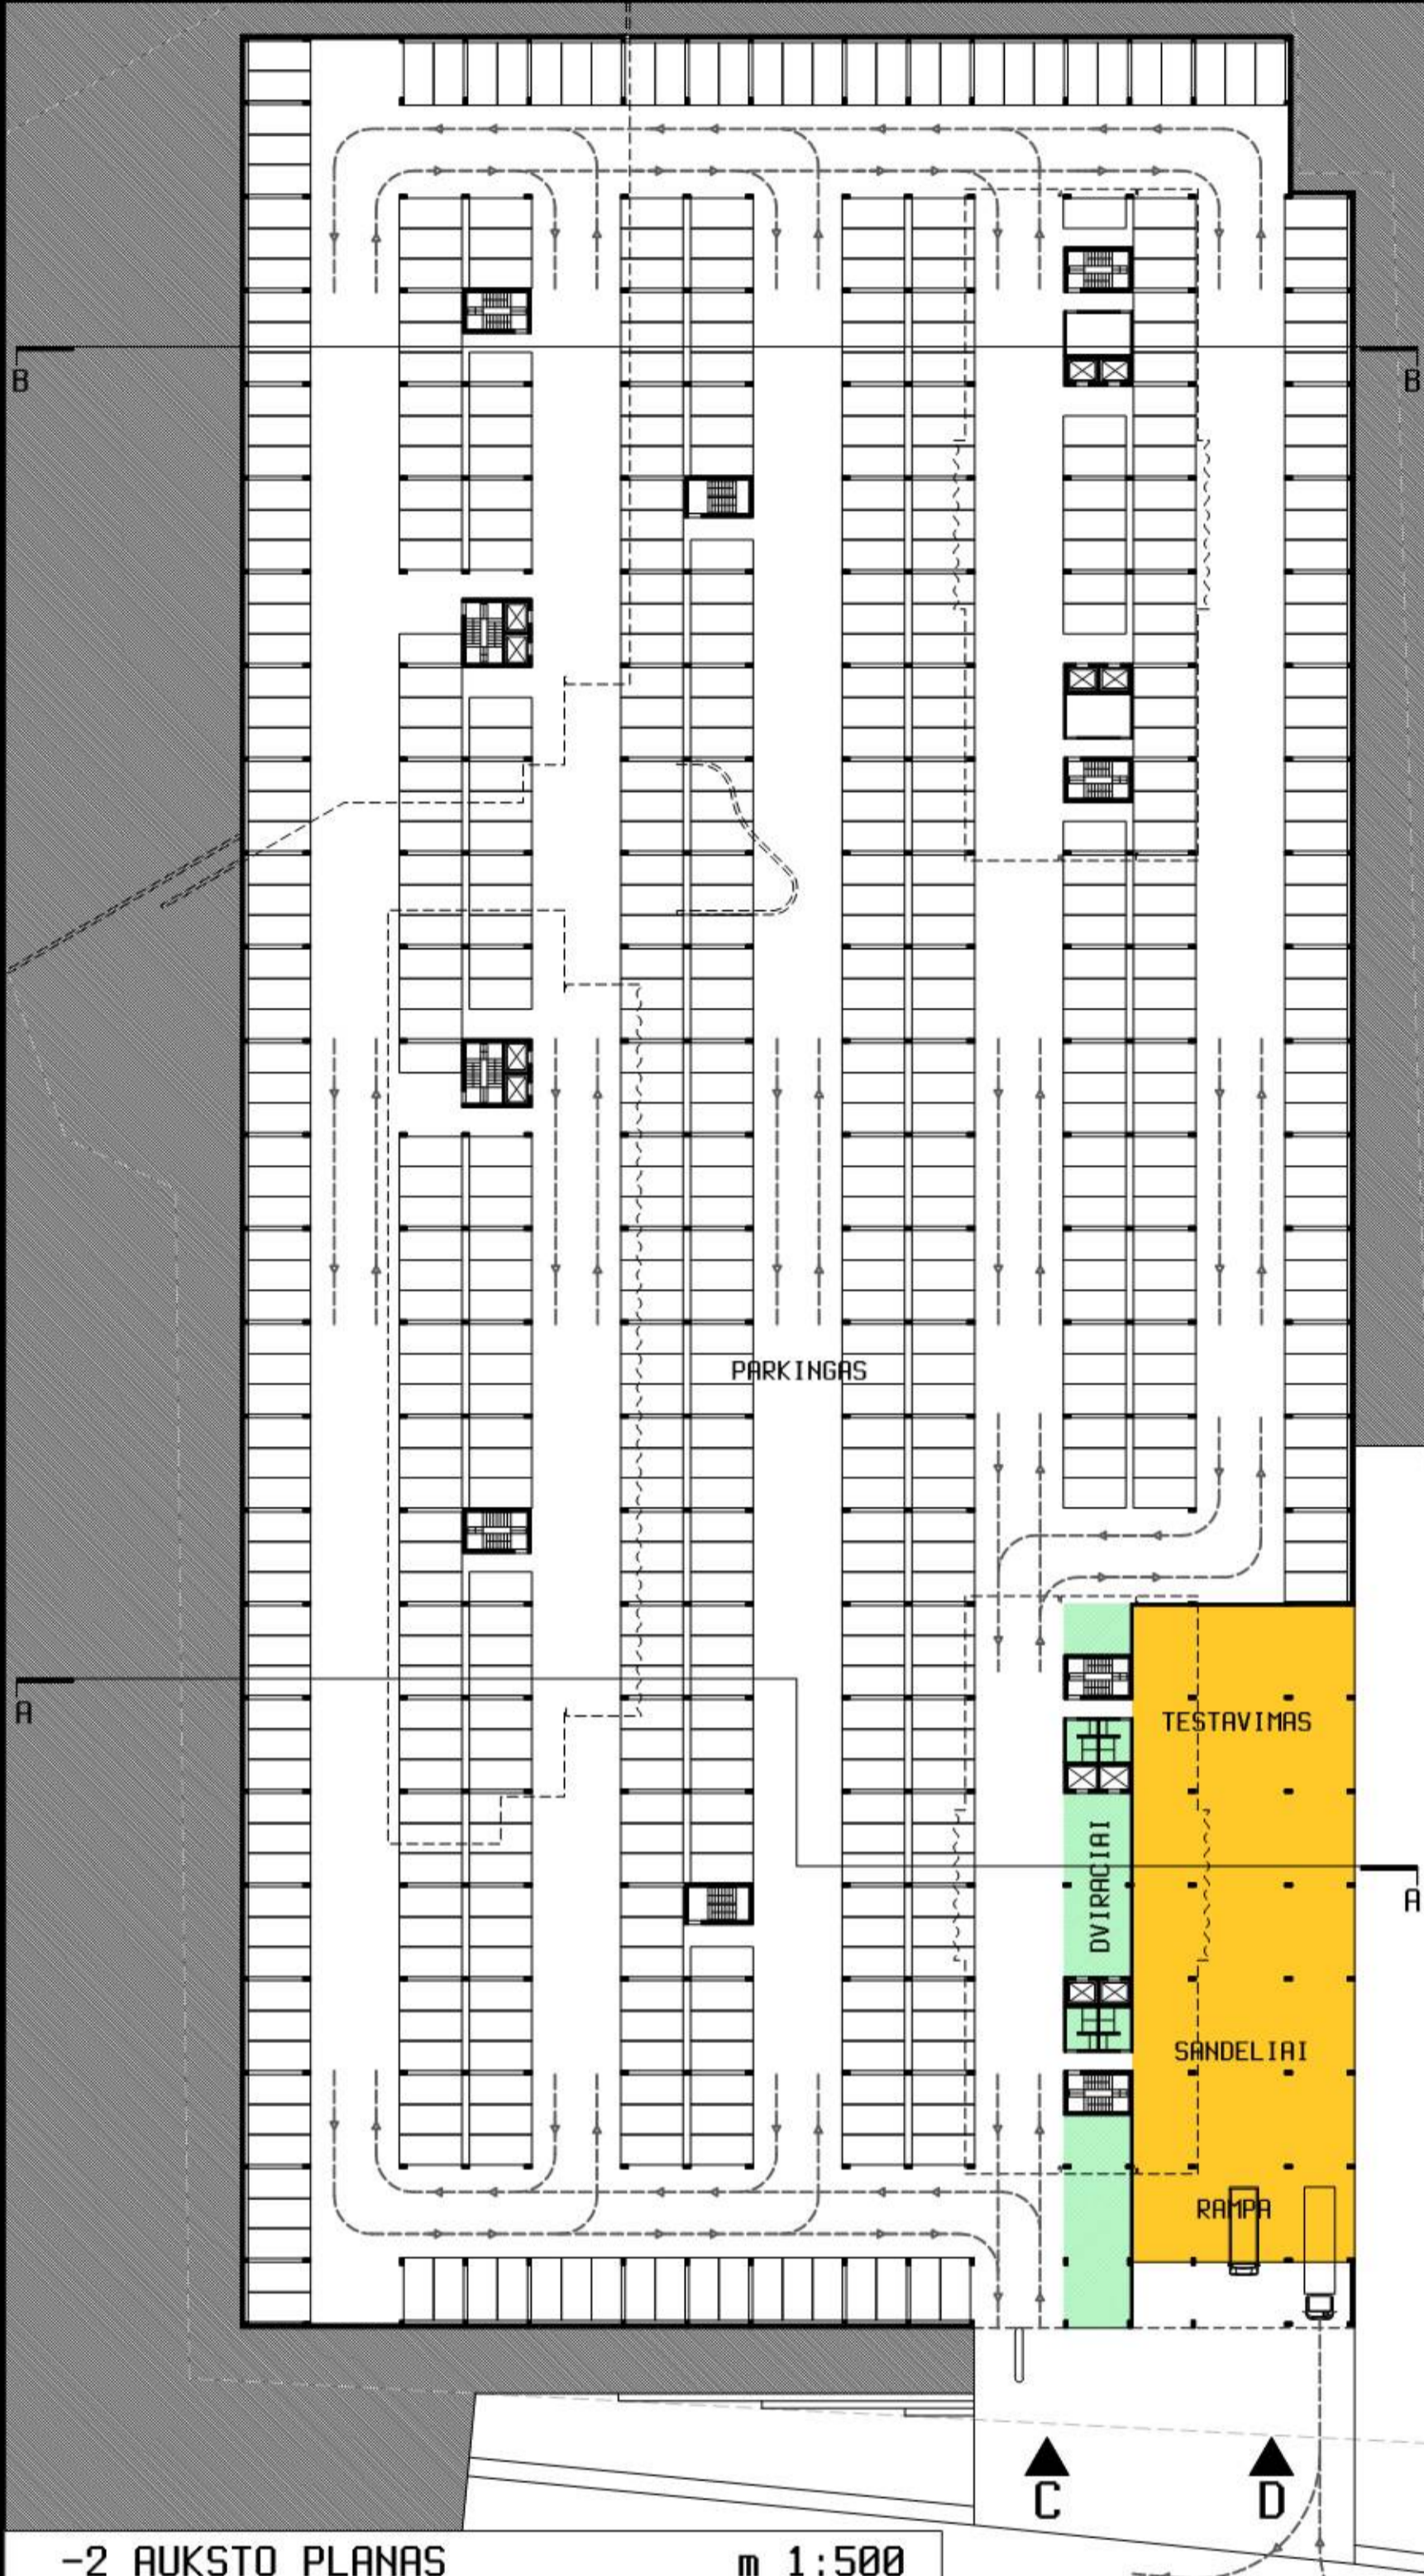 B
B
PARKINGAS
A
TESTAVIMAS
DVIRACIAI
A
SANDELIAI
RAMPA
C
D
-2 AUKSTO PLANAS
m 1:500